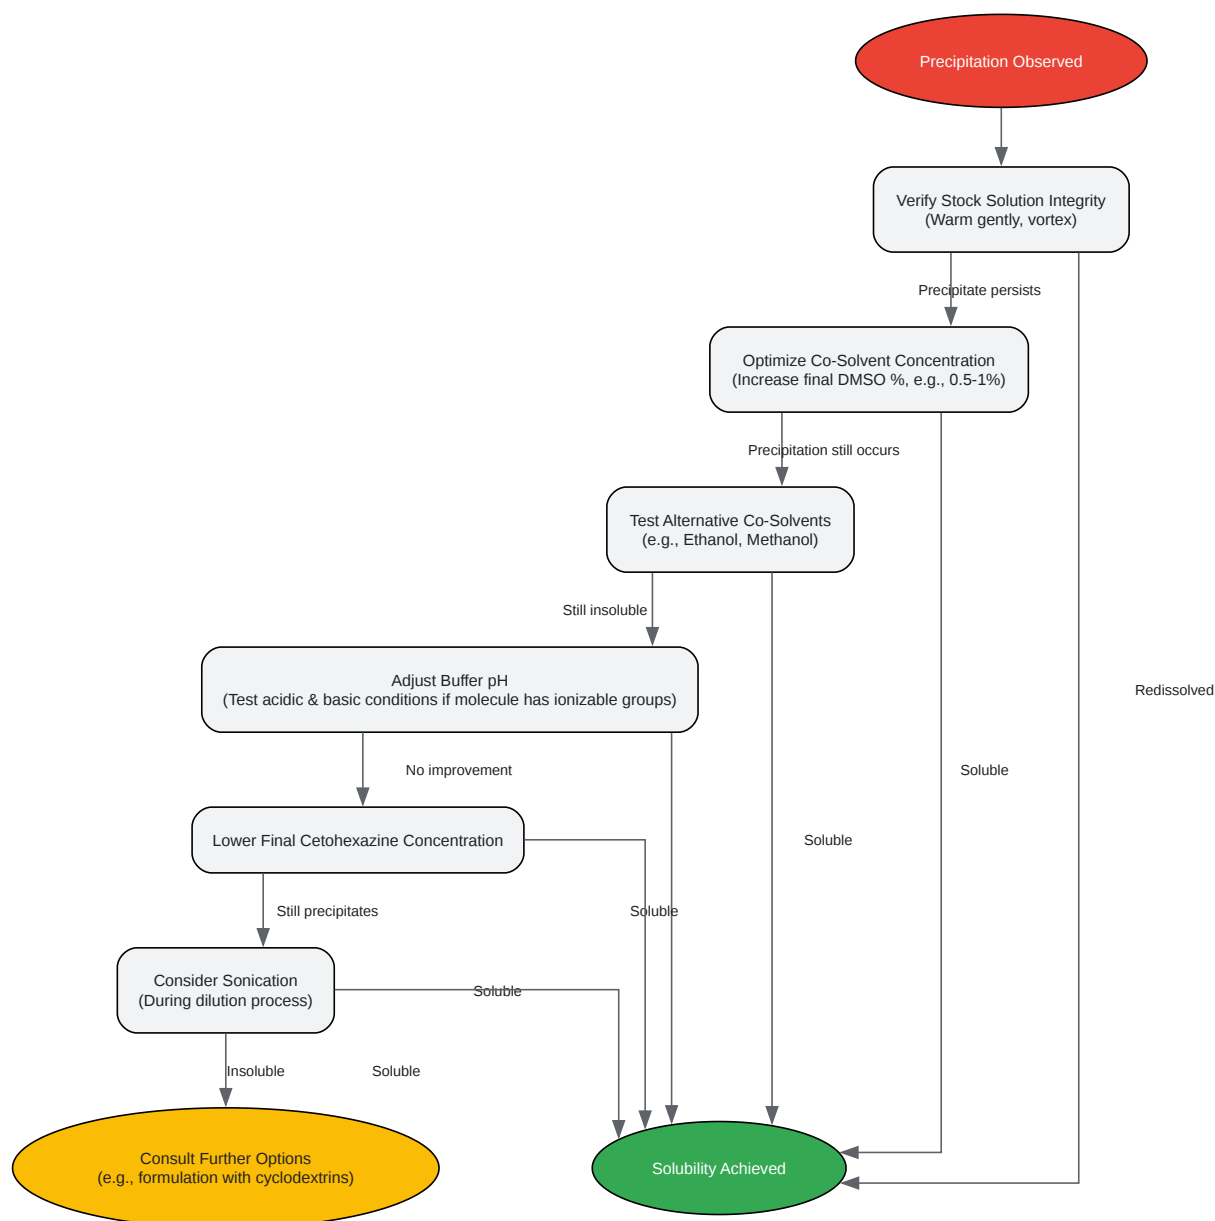 Precipitation Observed
Verify Stock Solution Integrity
(Warm gently, vortex)
Precipitate persists
Optimize Co-Solvent Concentration
(Increase final DMSO %, e.g., 0.5-1%)
Precipitation still occurs
Test Alternative Co-Solvents
(e.g., Ethanol, Methanol)
Still insoluble
Adjust Buffer pH
(Test acidic & basic conditions if molecule has ionizable groups)
Redissolved
No improvement
Soluble
Lower Final Cetohexazine Concentration
Soluble
Still precipitates
Soluble
Consider Sonication
(During dilution process)
Soluble
Insoluble
Soluble
Consult Further Options
(e.g., formulation with cyclodextrins)
Solubility Achieved